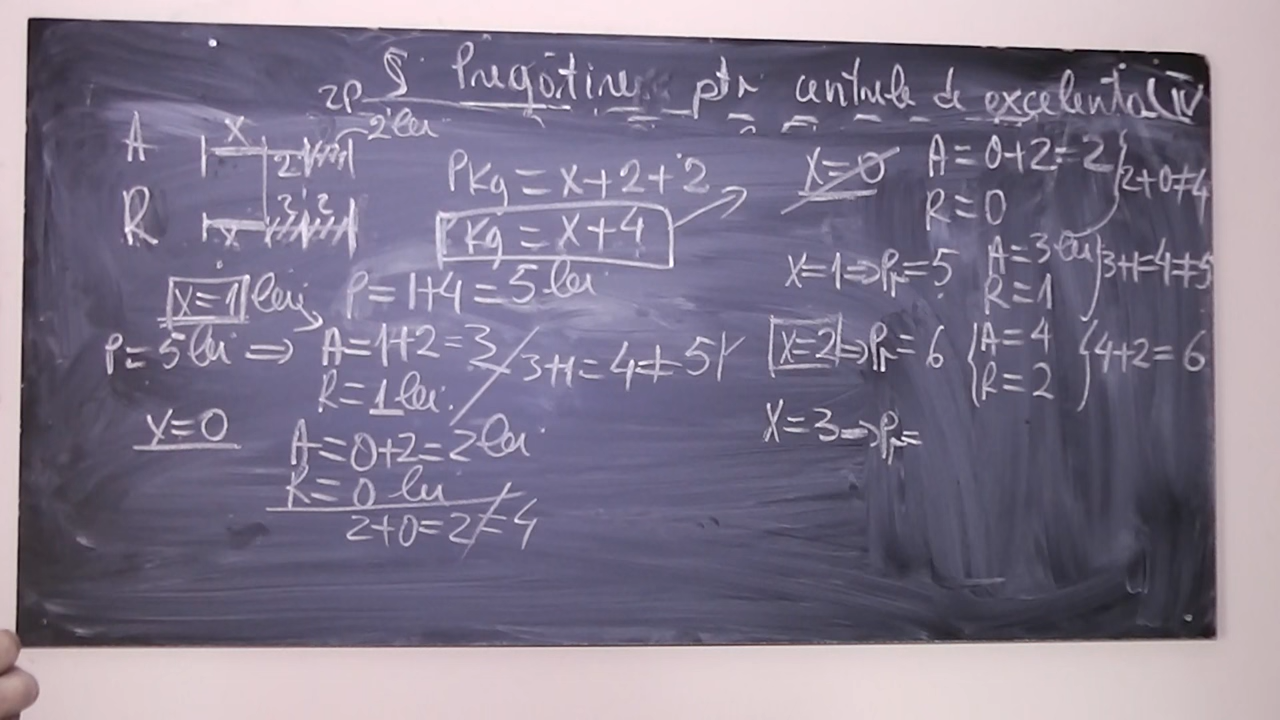 § Pregătire ptr centrele de excelență (IV
2P
2 lei
A x 2
R x 2 2
PKg = x+2+2
PKg = x+4
x=1 lei P=1+4=5 lei
P=5 lei ⇒ A=1+2=3
R=1 lei.
3+1=4≠5
x=0
A=0+2=2 lei
R=0 lei
2+0=2≠4
x=0 A=0+2=2
R=0
2+0≠4
x=1⇒Pr=5 A=3 lei
R=1
3+1=4≠5
x=2⇒Pr=6 A=4
R=2
4+2=6
x=3⇒Pr=